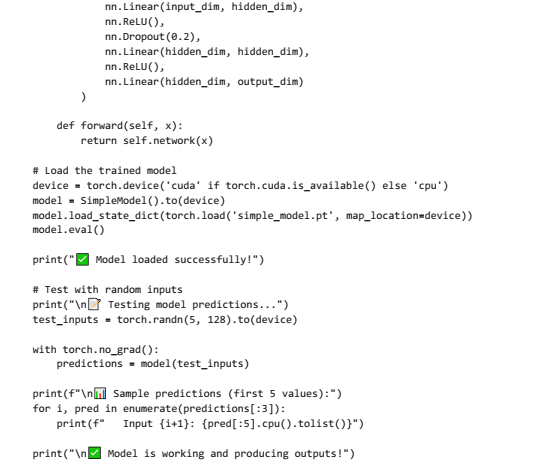 nn.Linear(input_dim, hidden_dim),
            nn.ReLU(),
            nn.Dropout(0.2),
            nn.Linear(hidden_dim, hidden_dim),
            nn.ReLU(),
            nn.Linear(hidden_dim, output_dim)
        )

    def forward(self, x):
        return self.network(x)

# Load the trained model
device = torch.device('cuda' if torch.cuda.is_available() else 'cpu')
model = SimpleModel().to(device)
model.load_state_dict(torch.load('simple_model.pt', map_location=device))
model.eval()

print("✅ Model loaded successfully!")

# Test with random inputs
print("\n📝 Testing model predictions...")
test_inputs = torch.randn(5, 128).to(device)

with torch.no_grad():
    predictions = model(test_inputs)

print(f"\n📊 Sample predictions (first 5 values):")
for i, pred in enumerate(predictions[:3]):
    print(f"   Input {i+1}: {pred[:5].cpu().tolist()}")

print("\n✅ Model is working and producing outputs!")